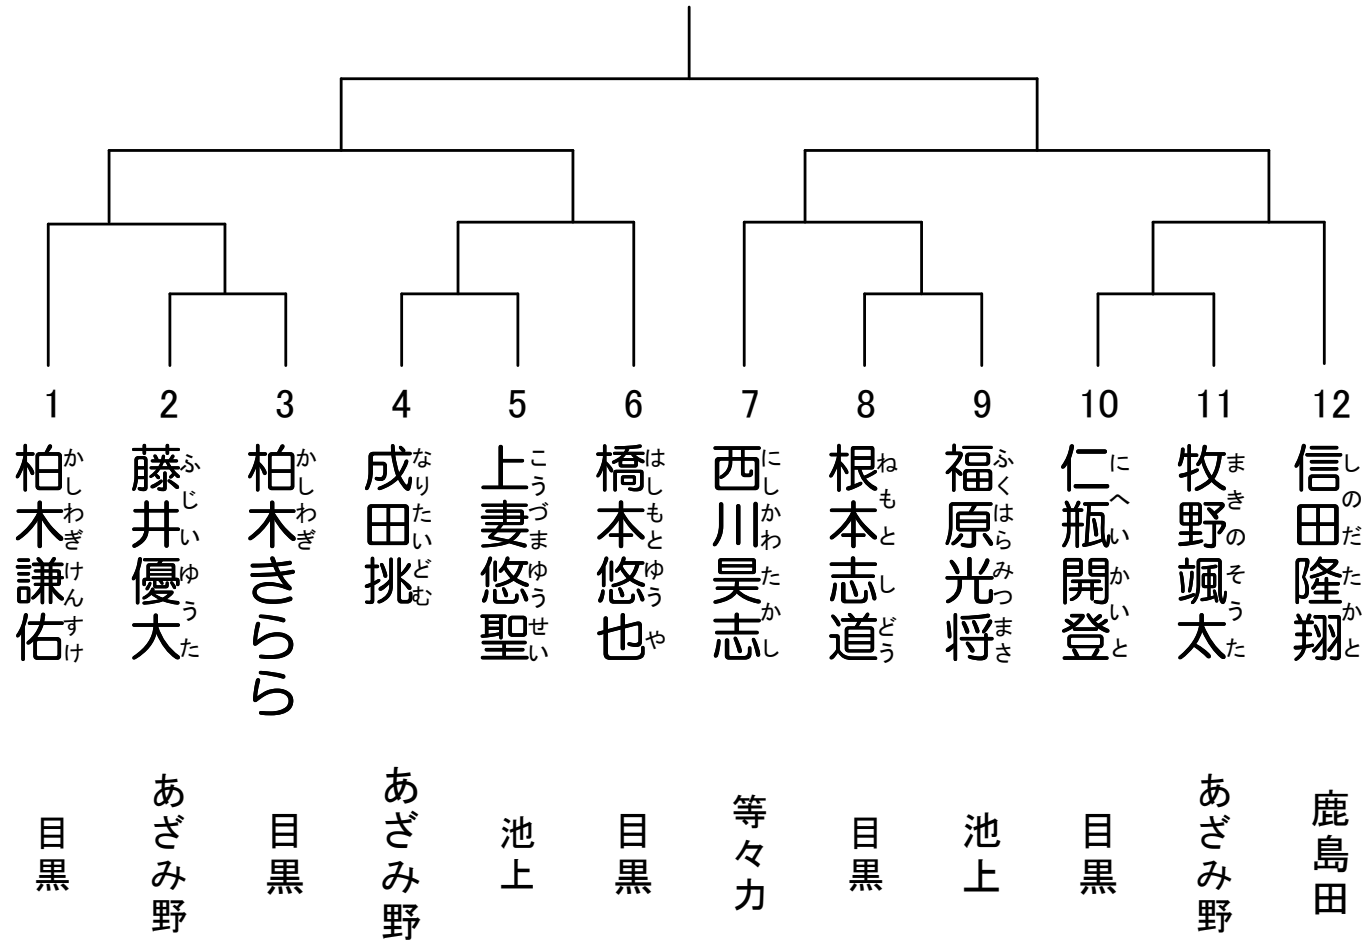 1
柏木謙佑
かしわぎけんすけ
目黒
2
藤井優大
ふじいゆうた
あざみ野
3
柏木きらら
かしわぎ
目黒
4
成田挑
なりたいどむ
あざみ野
5
上妻悠聖
こうづまゆうせい
池上
6
橋本悠也
はしもとゆうや
目黒
7
西川昊志
にしかわたかし
等々力
8
根本志道
ねもとしどう
目黒
9
福原光将
ふくはらみつまさ
池上
10
仁瓶開登
にへいかいと
目黒
11
牧野颯太
まきのそうた
あざみ野
12
信田隆翔
しのだたかと
鹿島田